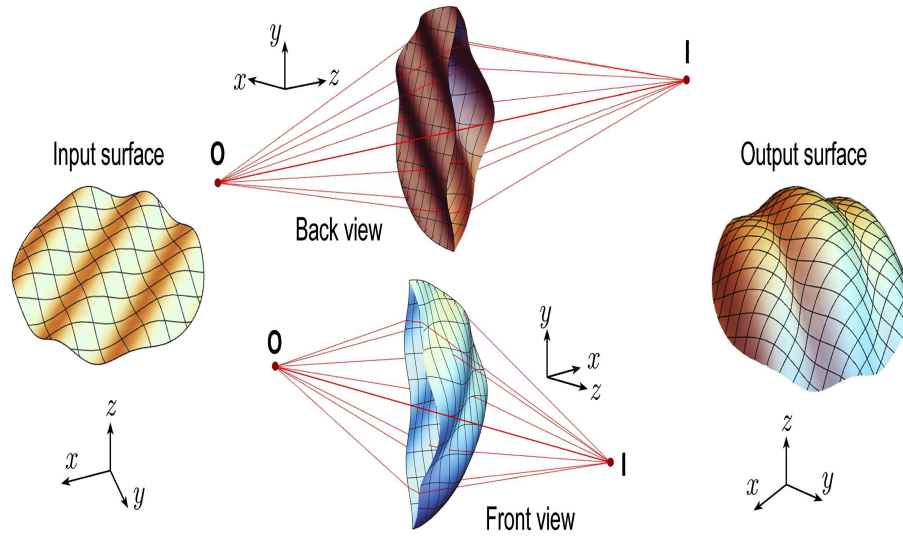 y
x
z
I
Input surface
O
Output surface
Back view
O
y
x
z
z
x
y
I
Front view
z
x
y